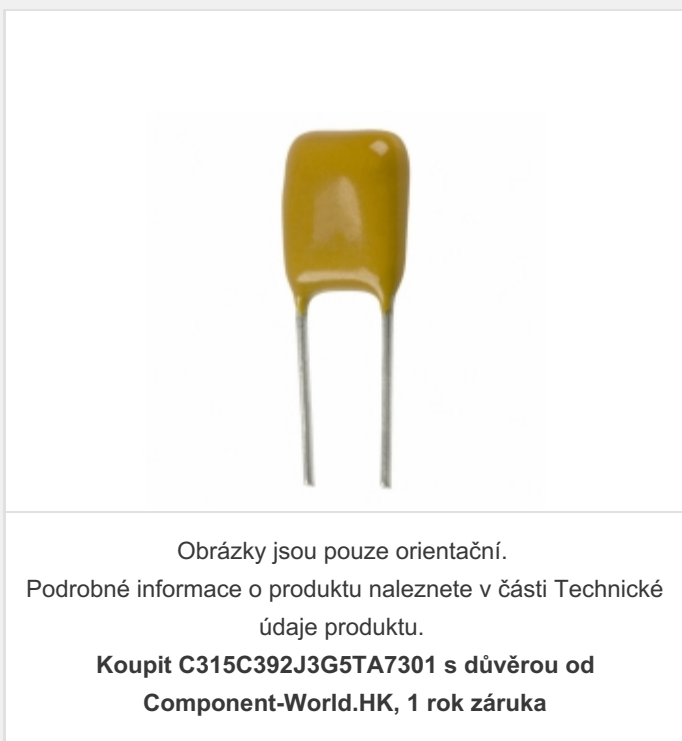 Obrázky jsou pouze orientační.
Podrobné informace o produktu naleznete v části Technické
údaje produktu.
Koupit C315C392J3G5TA7301 s důvěrou od
Component-World.HK, 1 rok záruka